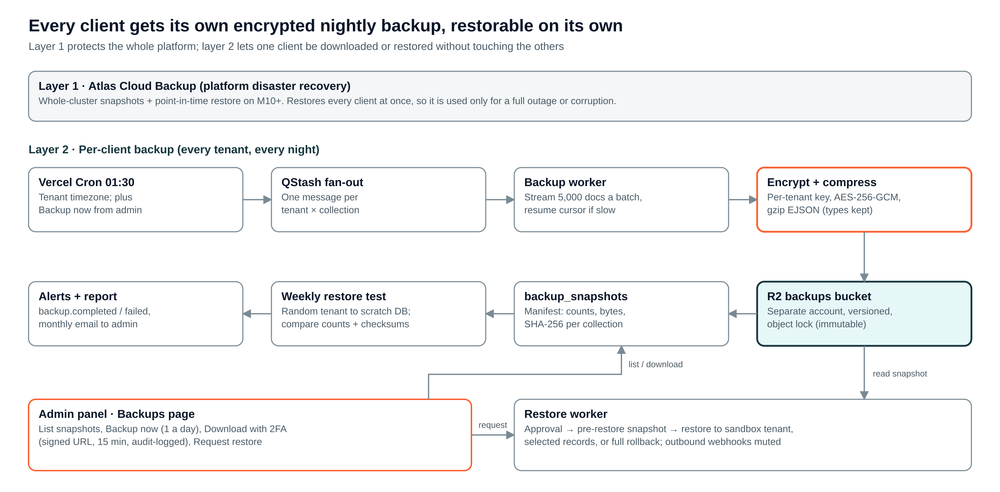 Every client gets its own encrypted nightly backup, restorable on its own
Layer 1 protects the whole platform; layer 2 lets one client be downloaded or restored without touching the others
Layer 1 · Atlas Cloud Backup (platform disaster recovery)
Whole-cluster snapshots + point-in-time restore on M10+. Restores every client at once, so it is used only for a full outage or corruption.
Layer 2 · Per-client backup (every tenant, every night)
Vercel Cron 01:30
Tenant timezone; plus
Backup now from admin
QStash fan-out
One message per
tenant × collection
Backup worker
Stream 5,000 docs a batch,
resume cursor if slow
Encrypt + compress
Per-tenant key, AES-256-GCM,
gzip EJSON (types kept)
Alerts + report
backup.completed / failed,
monthly email to admin
Weekly restore test
Random tenant to scratch DB;
compare counts + checksums
backup_snapshots
Manifest: counts, bytes,
SHA-256 per collection
R2 backups bucket
Separate account, versioned,
object lock (immutable)
list / download
read snapshot
Admin panel · Backups page
List snapshots, Backup now (1 a day), Download with 2FA
(signed URL, 15 min, audit-logged), Request restore
request
Restore worker
Approval → pre-restore snapshot → restore to sandbox tenant,
selected records, or full rollback; outbound webhooks muted